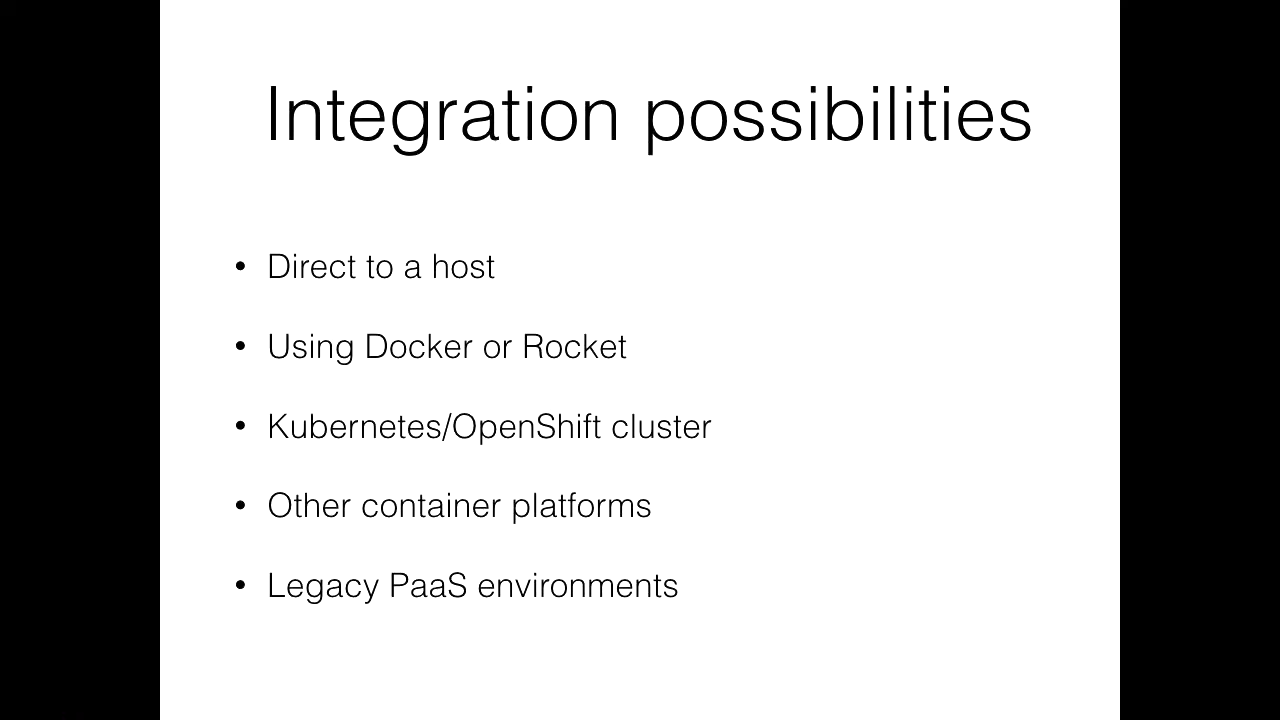 Integration possibilities
• Direct to a host
• Using Docker or Rocket
• Kubernetes/OpenShift cluster
• Other container platforms
• Legacy PaaS environments